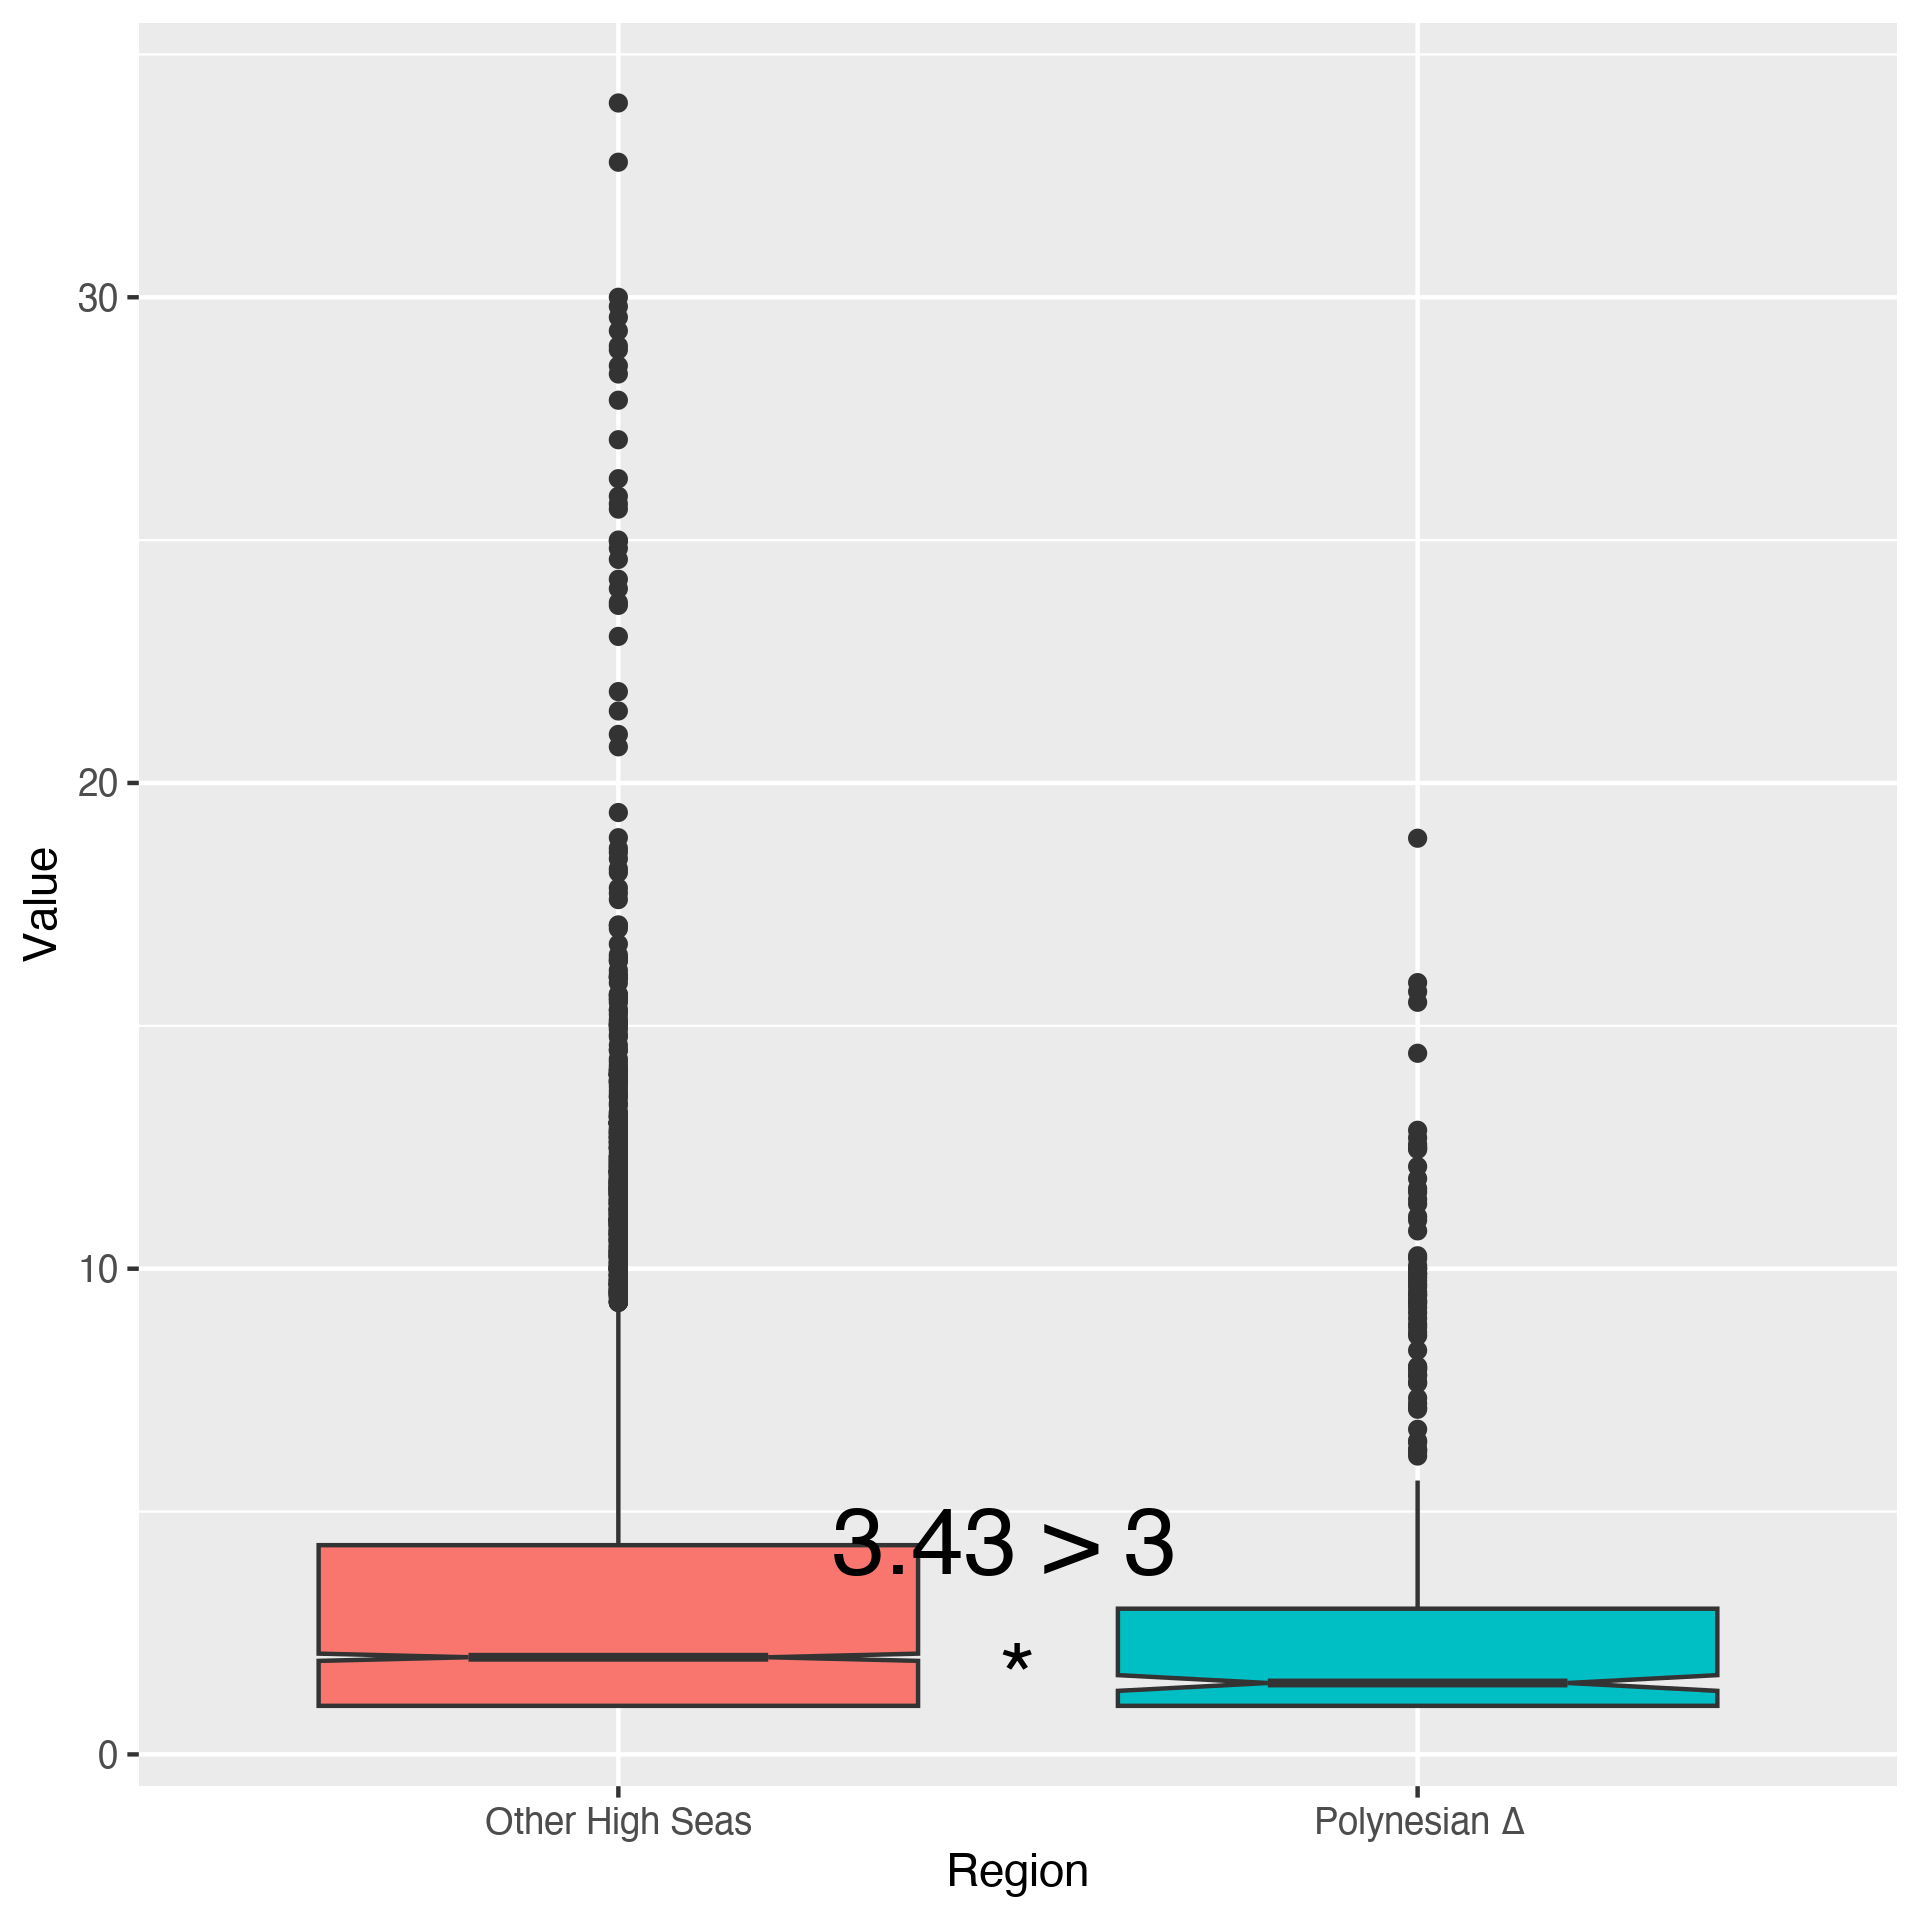 30
20
10
0
Value
3.43 > 3
*
Other High Seas
Polynesian Δ
Region